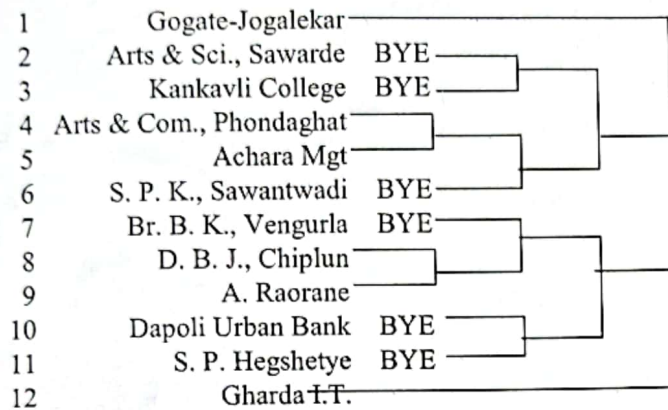 1 Gogate-Jogalekar
2 Arts & Sci., Sawarde BYE
3 Kankavli College BYE
4 Arts & Com., Phondaghat
5 Achara Mgt
6 S. P. K., Sawantwadi BYE
7 Br. B. K., Vengurla BYE
8 D. B. J., Chiplun
9 A. Raorane
10 Dapoli Urban Bank BYE
11 S. P. Hegshetye BYE
12 Gharda I.T.